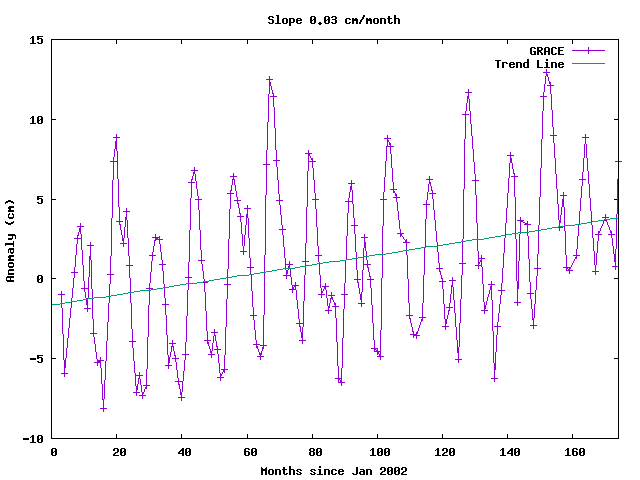 Slope 0.03 cm/month
GRACE
Trend Line
15
10
5
0
-5
-10
Anomaly (cm)
0 20 40 60 80 100 120 140 160
Months since Jan 2002